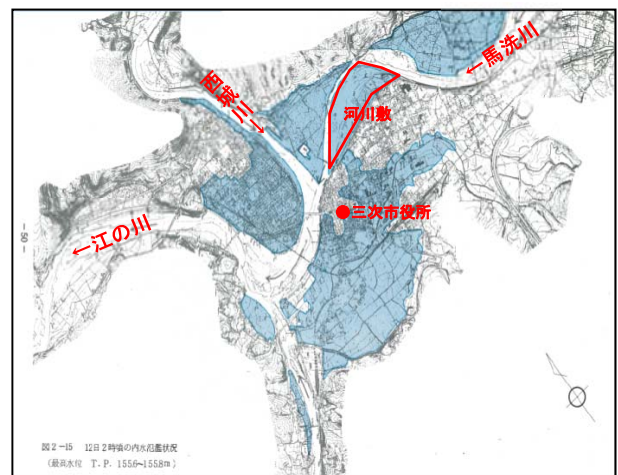 ←馬洗川
西城川→
河川敷
三次市役所
←江の川
-50-
図2-15 12日2時頃の内水氾濫状況
(最高水位 T.P. 155.6~155.8m)